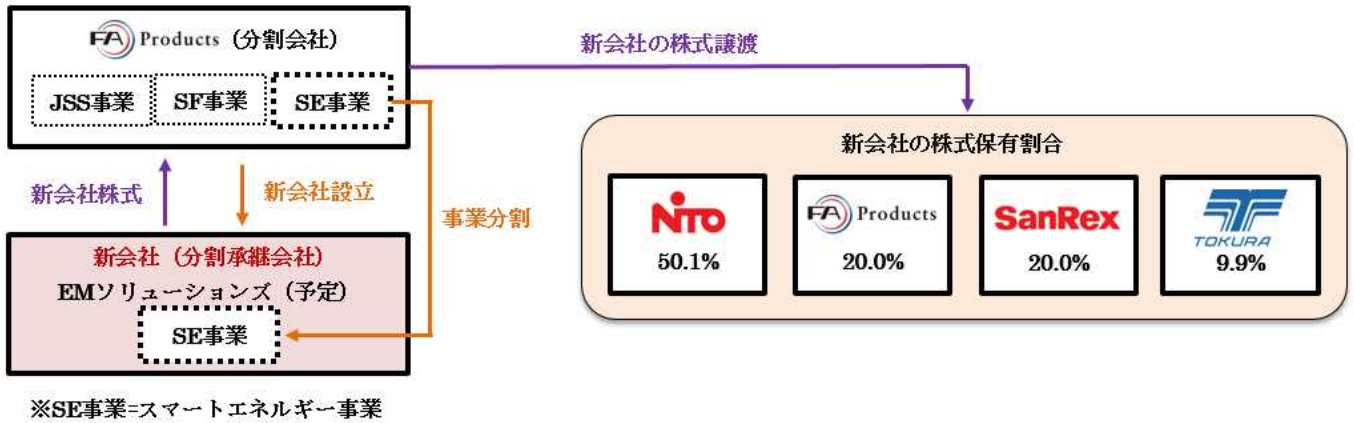 FA Products（分割会社）
JSS事業
SF事業
SE事業
新会社の株式譲渡
新会社株式
新会社設立
事業分割
新会社（分割承継会社）
EMソリューションズ（予定）
SE事業
※SE事業=スマートエネルギー事業
新会社の株式保有割合
NITO
50.1%
FA Products
20.0%
SanRex
20.0%
TOKURA
9.9%